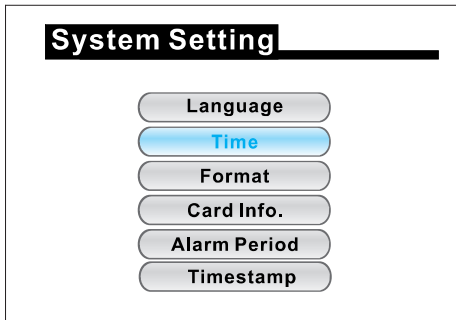 System Setting
Language
Time
Format
Card Info.
Alarm Period
Timestamp